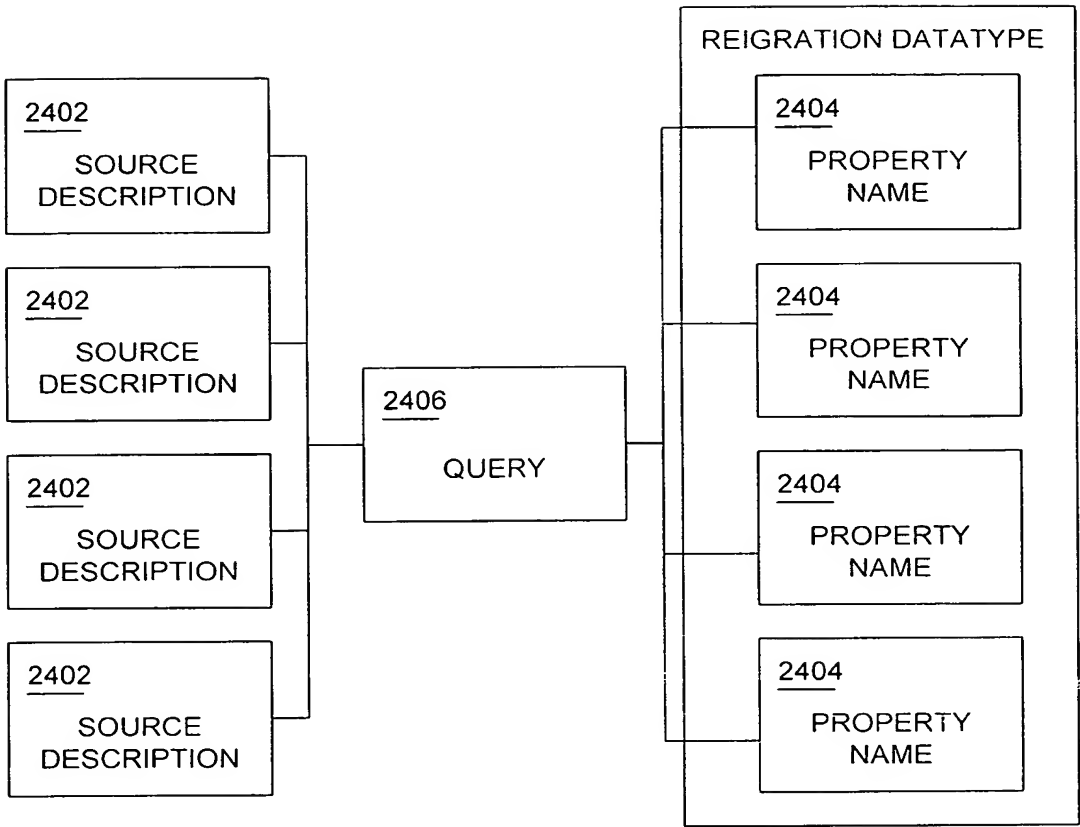 REIGRATION DATATYPE
2402
SOURCE
DESCRIPTION
2402
SOURCE
DESCRIPTION
2402
SOURCE
DESCRIPTION
2402
SOURCE
DESCRIPTION
2406
QUERY
2404
PROPERTY
NAME
2404
PROPERTY
NAME
2404
PROPERTY
NAME
2404
PROPERTY
NAME